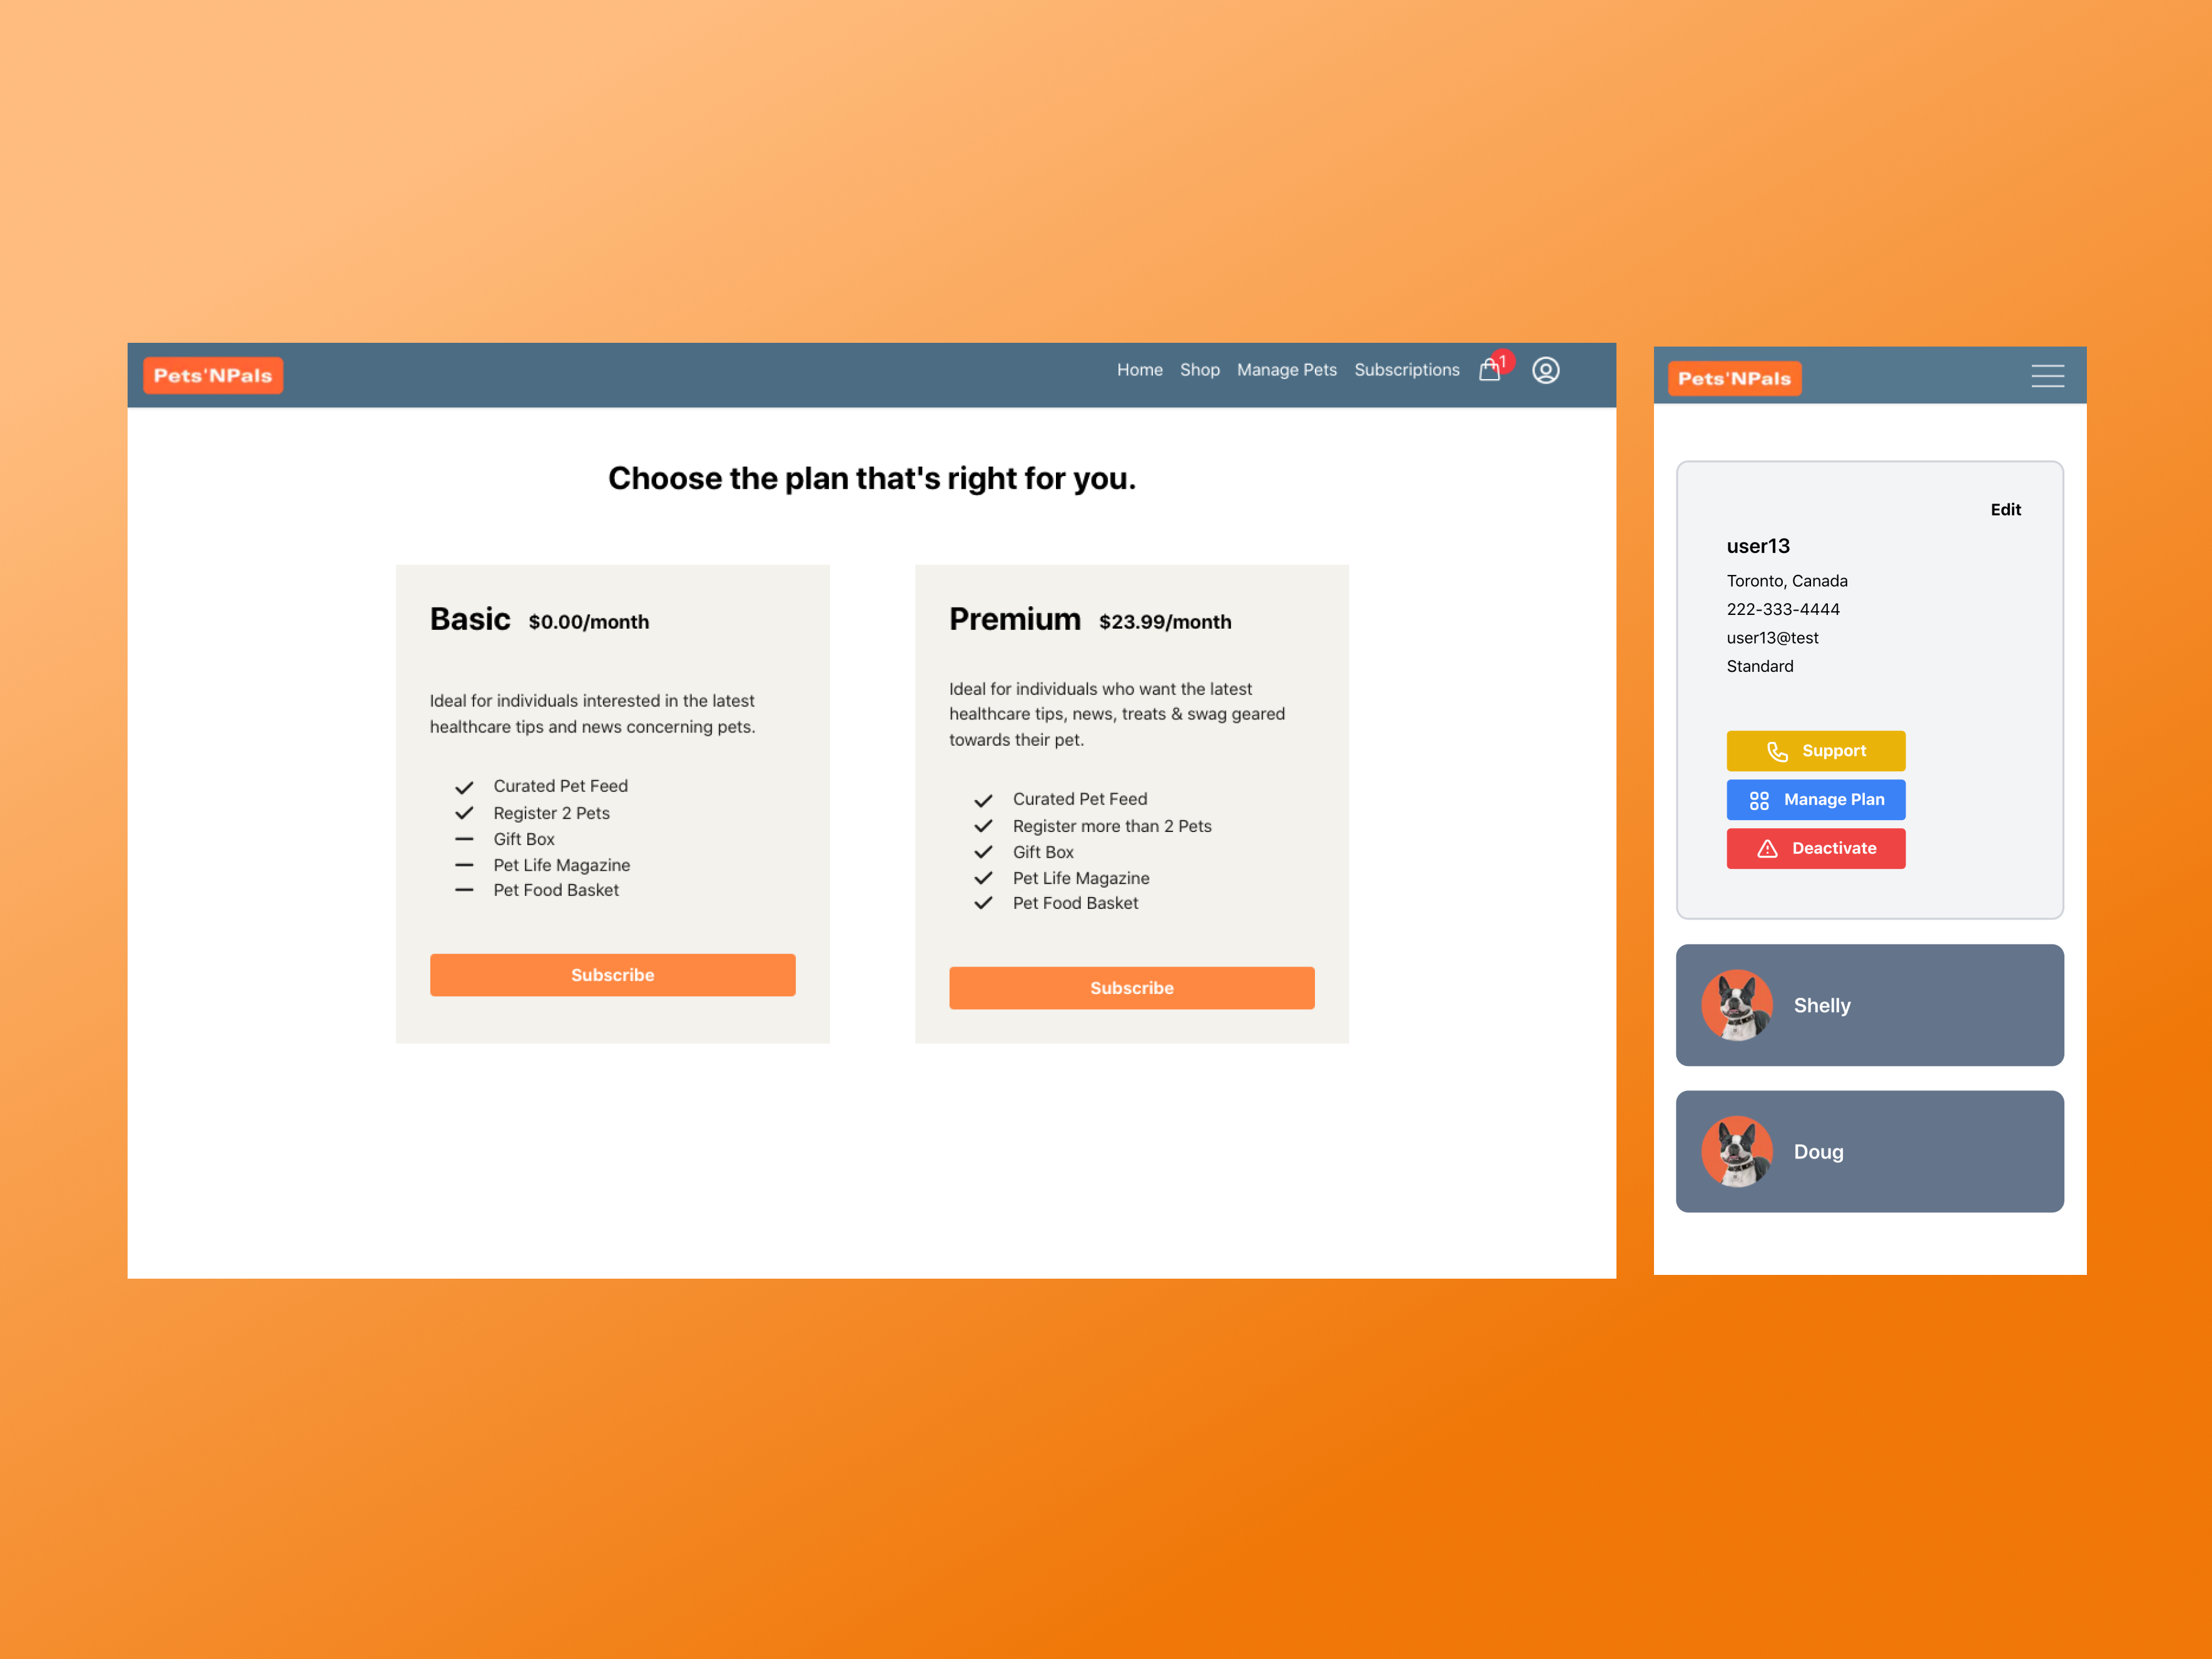 Pets'NPals
Home Shop Manage Pets Subscriptions 1
Choose the plan that's right for you.
Basic $0.00/month
Ideal for individuals interested in the latest
healthcare tips and news concerning pets.
Curated Pet Feed
Register 2 Pets
Gift Box
Pet Life Magazine
Pet Food Basket
Subscribe
Premium $23.99/month
Ideal for individuals who want the latest
healthcare tips, news, treats & swag geared
towards their pet.
Curated Pet Feed
Register more than 2 Pets
Gift Box
Pet Life Magazine
Pet Food Basket
Subscribe
Pets'NPals
Edit
user13
Toronto, Canada
222-333-4444
user13@test
Standard
Support
Manage Plan
Deactivate
Shelly
Doug